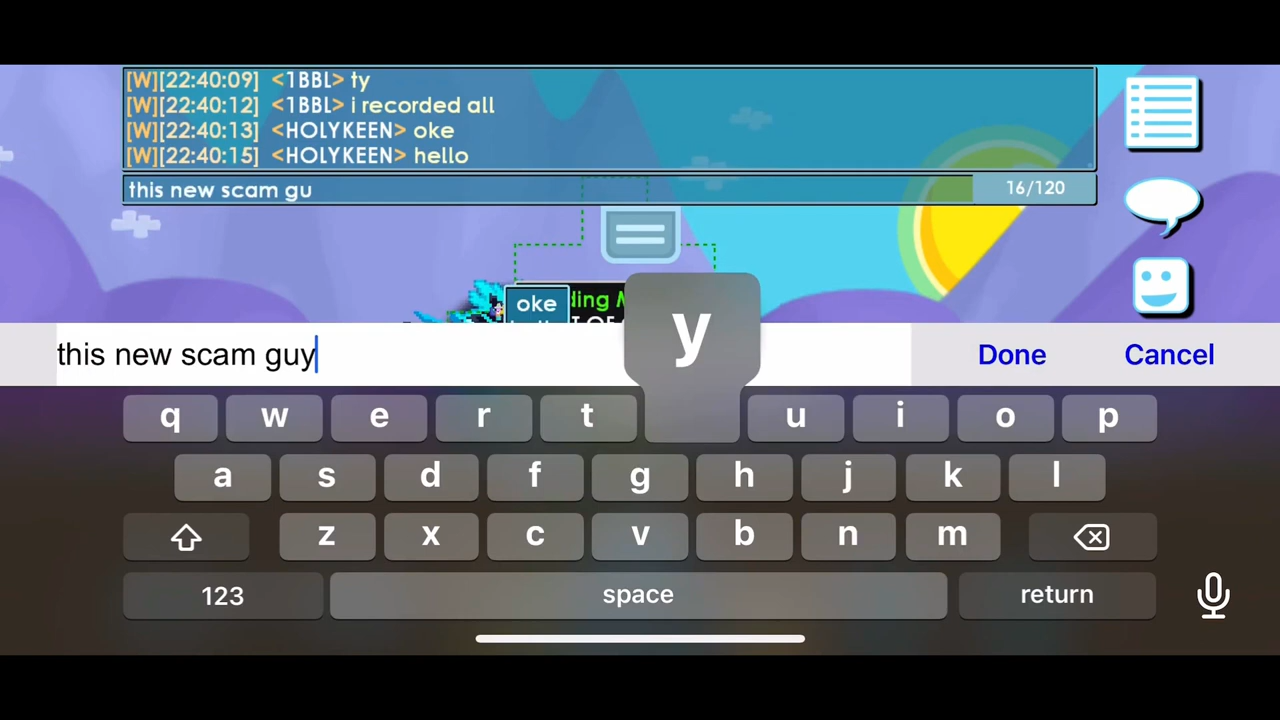 [W][22:40:09] <1BBL> ty
[W][22:40:12] <1BBL> i recorded all
[W][22:40:13] <HOLYKEEN> oke
[W][22:40:15] <HOLYKEEN> hello
this new scam gu 16/120
oke
this new scam guy Done Cancel
y
q w e r t u i o p
a s d f g h j k l
z x c v b n m
123 space return